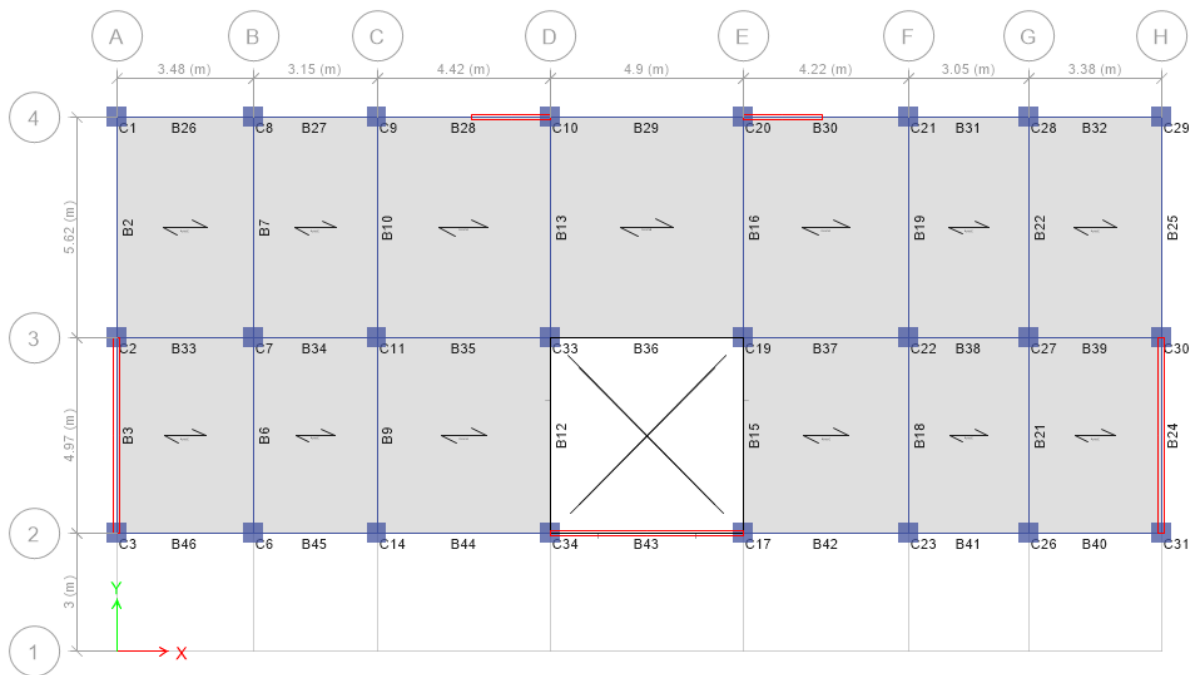 A B C D E F G H
3.48 (m) 3.15 (m) 4.42 (m) 4.9 (m) 4.22 (m) 3.05 (m) 3.38 (m)
4
C1 B26 C8 B27 C9 B28 C10 B29 C20 B30 C21 B31 C28 B32 C29
5.62 (m)
B2 B7 B10 B13 B16 B19 B22 B25
3
C2 B33 C7 B34 C11 B35 C33 B36 C19 B37 C22 B38 C27 B39 C30
4.97 (m)
B3 B6 B9 B12 B15 B18 B21 B24
2
C3 B46 C6 B45 C14 B44 C34 B43 C17 B42 C23 B41 C26 B40 C31
3 (m)
Y
X
1